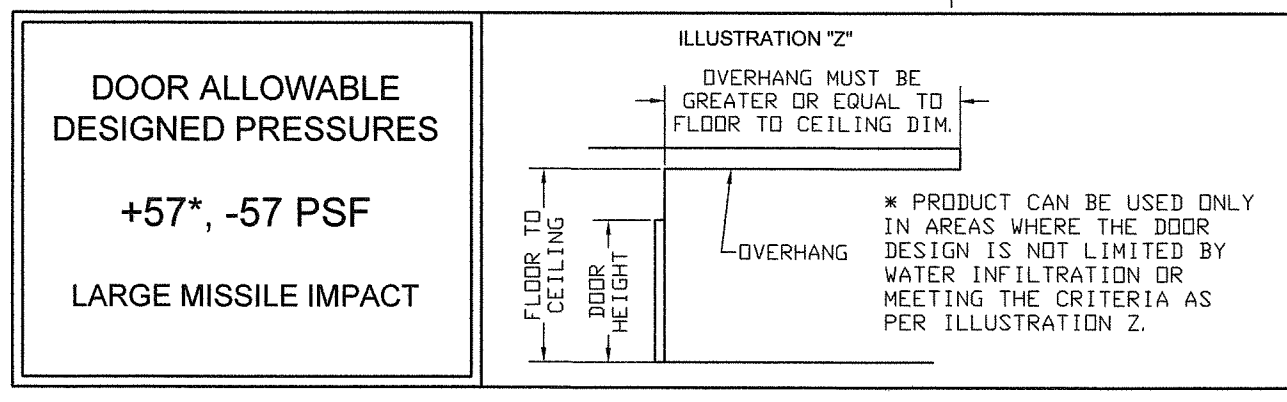 DOOR ALLOWABLE
DESIGNED PRESSURES
+57*, -57 PSF
LARGE MISSILE IMPACT
ILLUSTRATION "Z"
OVERHANG MUST BE
GREATER OR EQUAL TO
FLOOR TO CEILING DIM.
FLOOR TO
CEILING
DOOR
HEIGHT
OVERHANG
* PRODUCT CAN BE USED ONLY
IN AREAS WHERE THE DOOR
DESIGN IS NOT LIMITED BY
WATER INFILTRATION OR
MEETING THE CRITERIA AS
PER ILLUSTRATION Z.